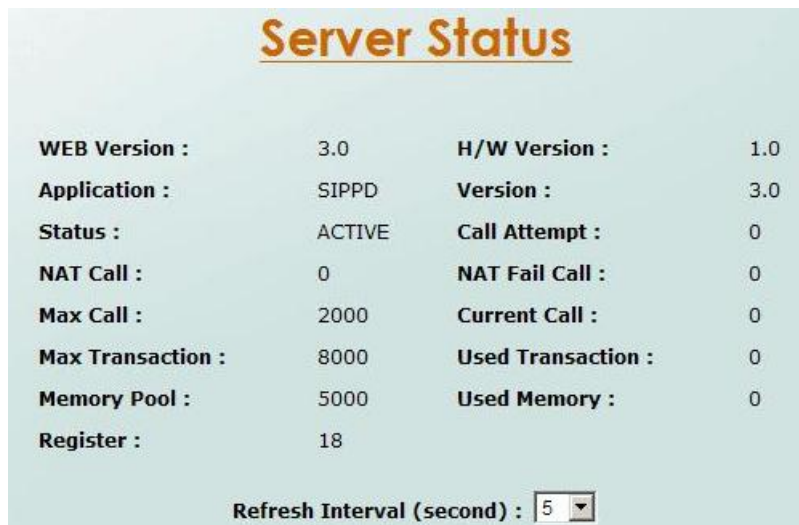 Server Status
WEB Version : 3.0 H/W Version : 1.0
Application : SIPPD Version : 3.0
Status : ACTIVE Call Attempt : 0
NAT Call : 0 NAT Fail Call : 0
Max Call : 2000 Current Call : 0
Max Transaction : 8000 Used Transaction : 0
Memory Pool : 5000 Used Memory : 0
Register : 18
Refresh Interval (second) : 5